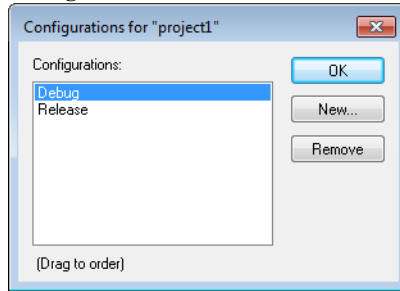 Configurations for "project1"
Configurations:
Debug
Release
OK
New...
Remove
(Drag to order)